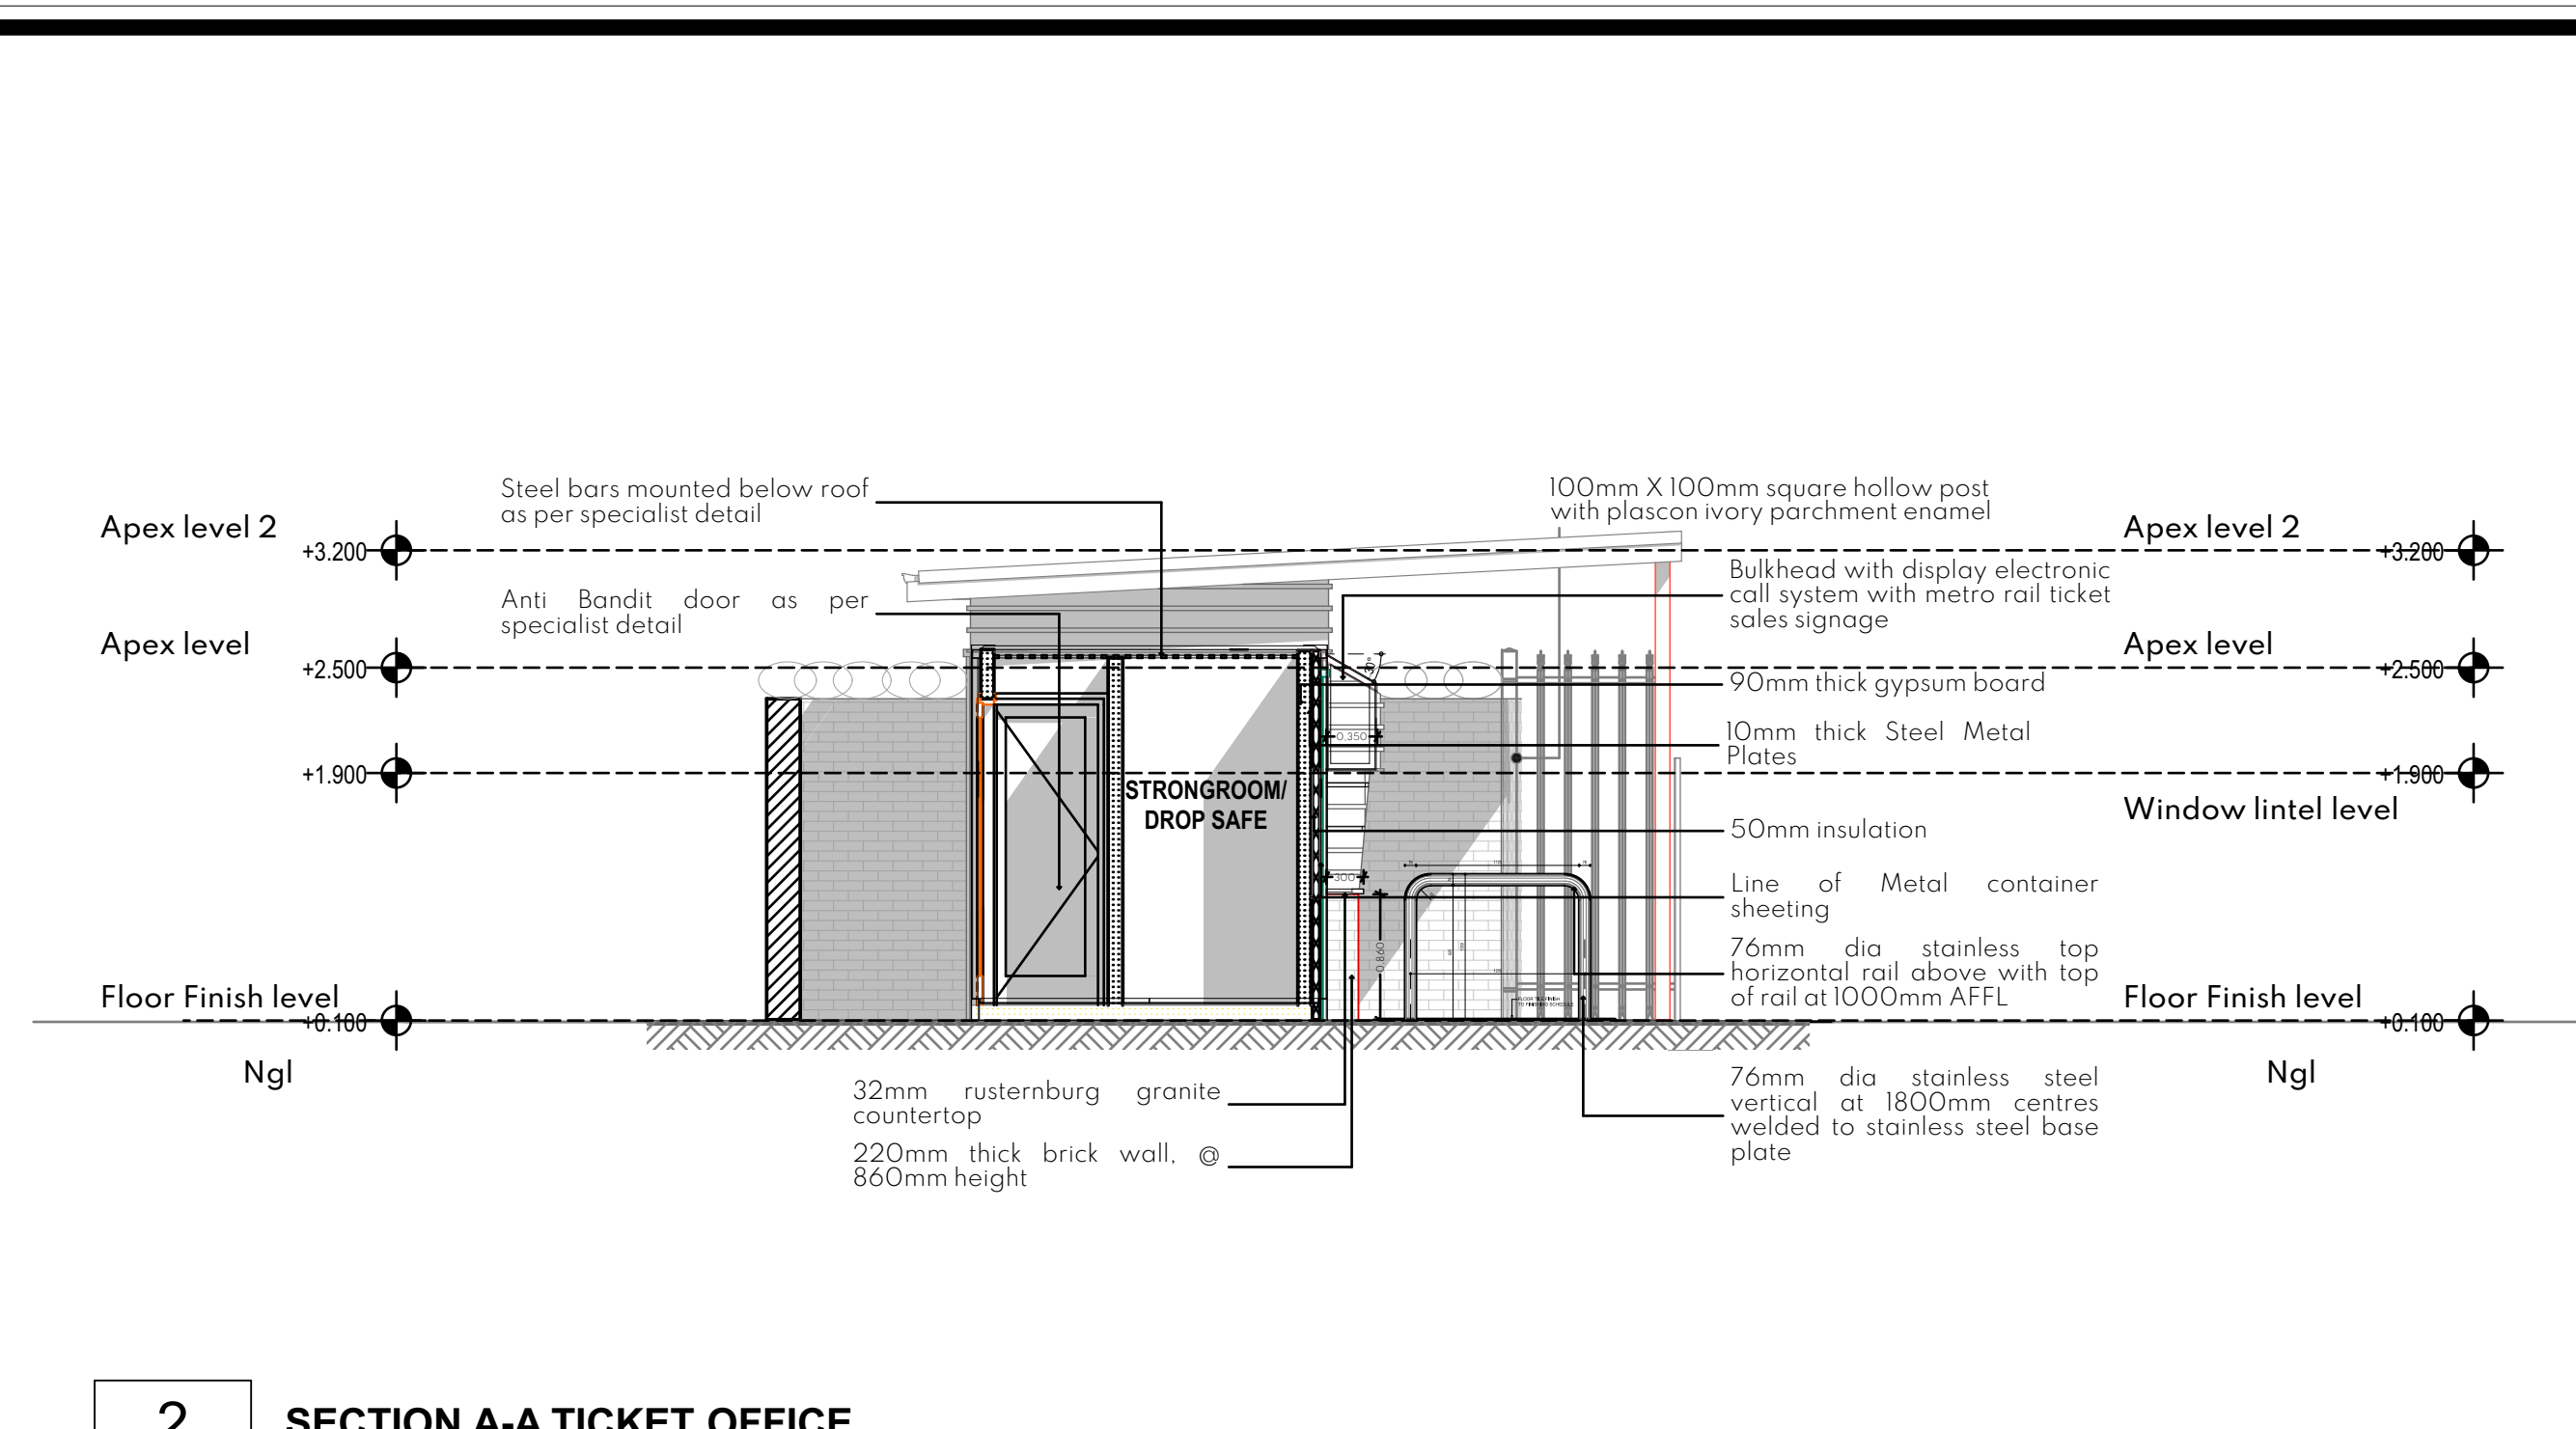 Steel bars mounted below roof
as per specialist detail
100mm X 100mm square hollow post
with plascon ivory parchment enamel
Apex level 2
+3.200
Apex level 2
+3.200
Anti Bandit door as per
specialist detail
Bulkhead with display electronic
call system with metro rail ticket
sales signage
Apex level
+2.500
Apex level
+2.500
30°
90mm thick gypsum board
0,350
10mm thick Steel Metal
Plates
+1.900
+1.900
Window lintel level
STRONGROOM/
DROP SAFE
50mm insulation
300
Line of Metal container
sheeting
0,860
76mm dia stainless top
horizontal rail above with top
of rail at 1000mm AFFL
FLOOR TILE FINISH
TO FINISHING SCHEDULE
Floor Finish level
+0.100
Floor Finish level
+0.100
Ngl
Ngl
32mm rusternburg granite
countertop
220mm thick brick wall, @
860mm height
76mm dia stainless steel
vertical at 1800mm centres
welded to stainless steel base
plate
2
SECTION A-A TICKET OFFICE